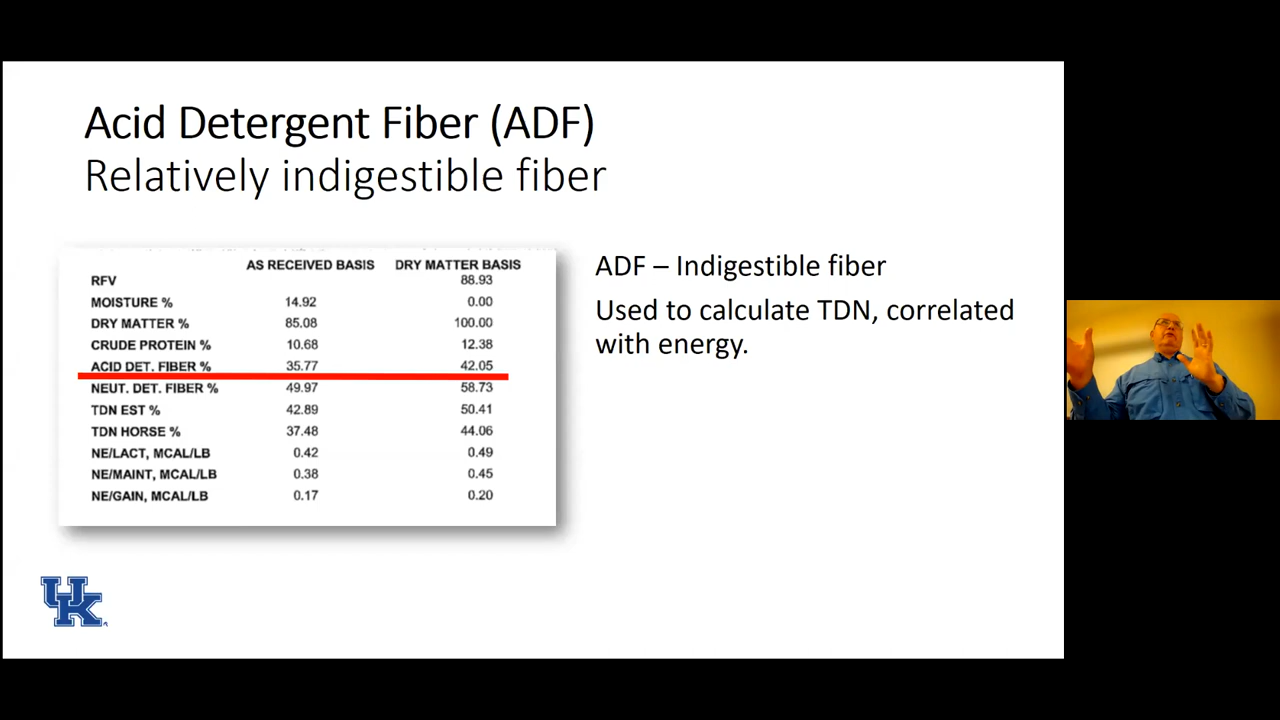 Acid Detergent Fiber (ADF)
Relatively indigestible fiber
AS RECEIVED BASIS DRY MATTER BASIS
RFV 88.93
MOISTURE % 14.92 0.00
DRY MATTER % 85.08 100.00
CRUDE PROTEIN % 10.68 12.38
ACID DET. FIBER % 35.77 42.05
NEUT. DET. FIBER % 49.97 58.73
TDN EST % 42.89 50.41
TDN HORSE % 37.48 44.06
NE/LACT, MCAL/LB 0.42 0.49
NE/MAINT, MCAL/LB 0.38 0.45
NE/GAIN, MCAL/LB 0.17 0.20
ADF – Indigestible fiber
Used to calculate TDN, correlated
with energy.
UK